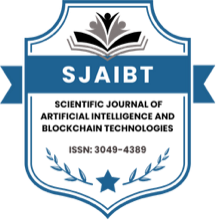 SJAIBT
SCIENTIFIC JOURNAL OF
ARTIFICIAL INTELLIGENCE AND
BLOCKCHAIN TECHNOLOGIES
ISSN: 3049-4389